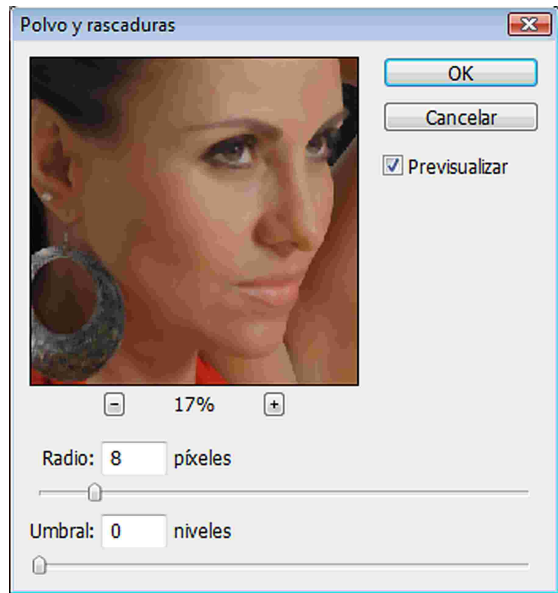 Polvo y rascaduras
OK
Cancelar
Previsualizar
17%
Radio: 8 píxeles
Umbral: 0 niveles